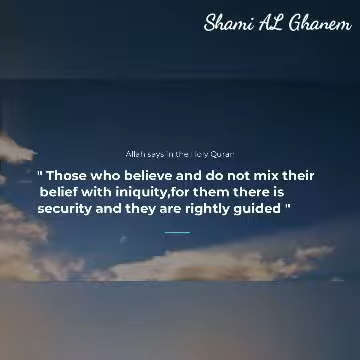 Shami AL Ghanem
Allah says in the Holy Quran
" Those who believe and do not mix their
belief with iniquity,for them there is
security and they are rightly guided "